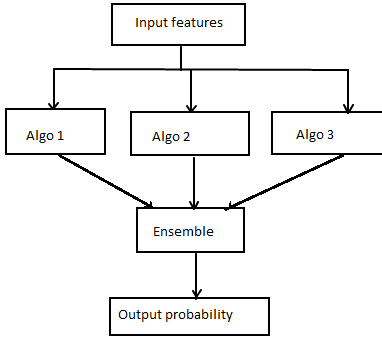 Input features
Algo 1
Algo 2
Algo 3
Ensemble
Output probability